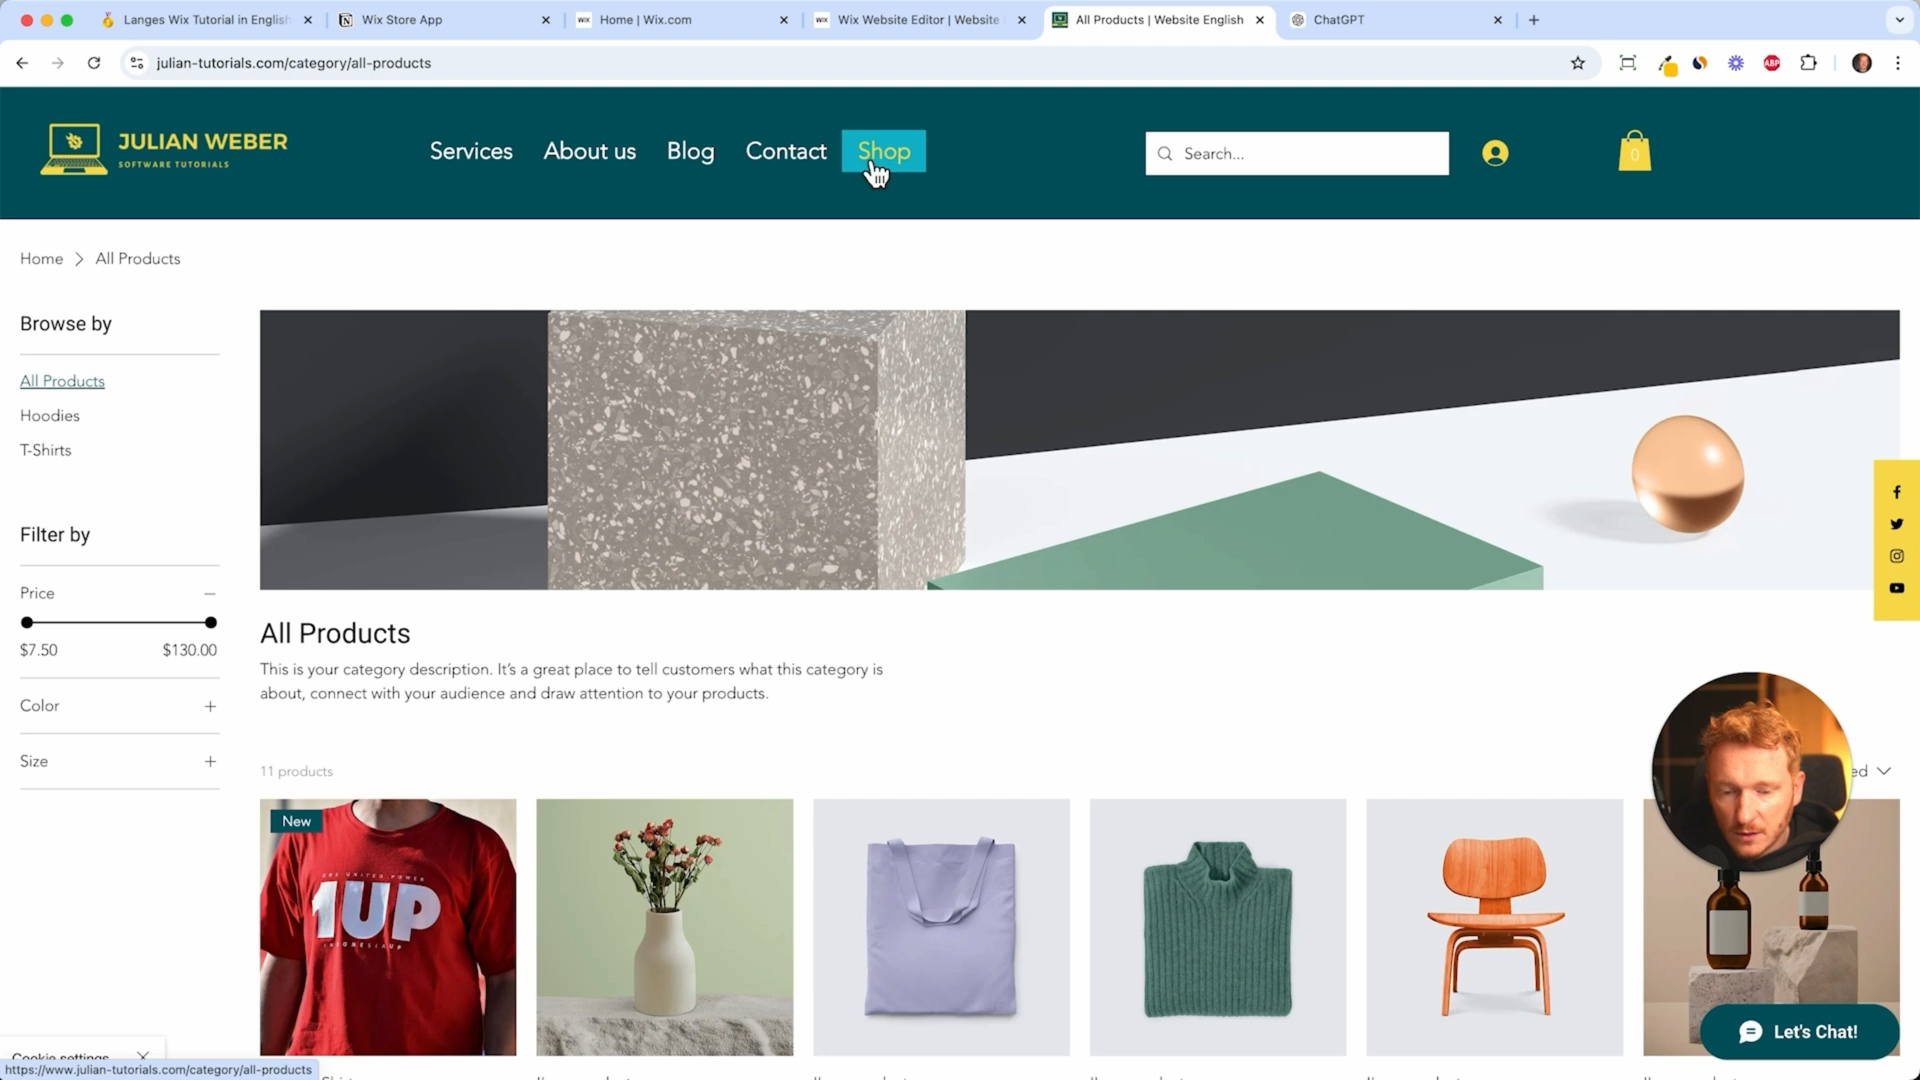 Langes Wix Tutorial in English
Wix Store App
Home | Wix.com
Wix Website Editor | Website
All Products | Website English
ChatGPT
julian-tutorials.com/category/all-products
ABP
JULIAN WEBER
SOFTWARE TUTORIALS
Services
About us
Blog
Contact
Shop
Search...
0
Home > All Products
Browse by
All Products
Hoodies
T-Shirts
Filter by
Price
$7.50
$130.00
Color
Size
All Products
This is your category description. It's a great place to tell customers what this category is
about, connect with your audience and draw attention to your products.
11 products
ed
New
1UP
Let's Chat!
Cookie settings
https://www.julian-tutorials.com/category/all-products